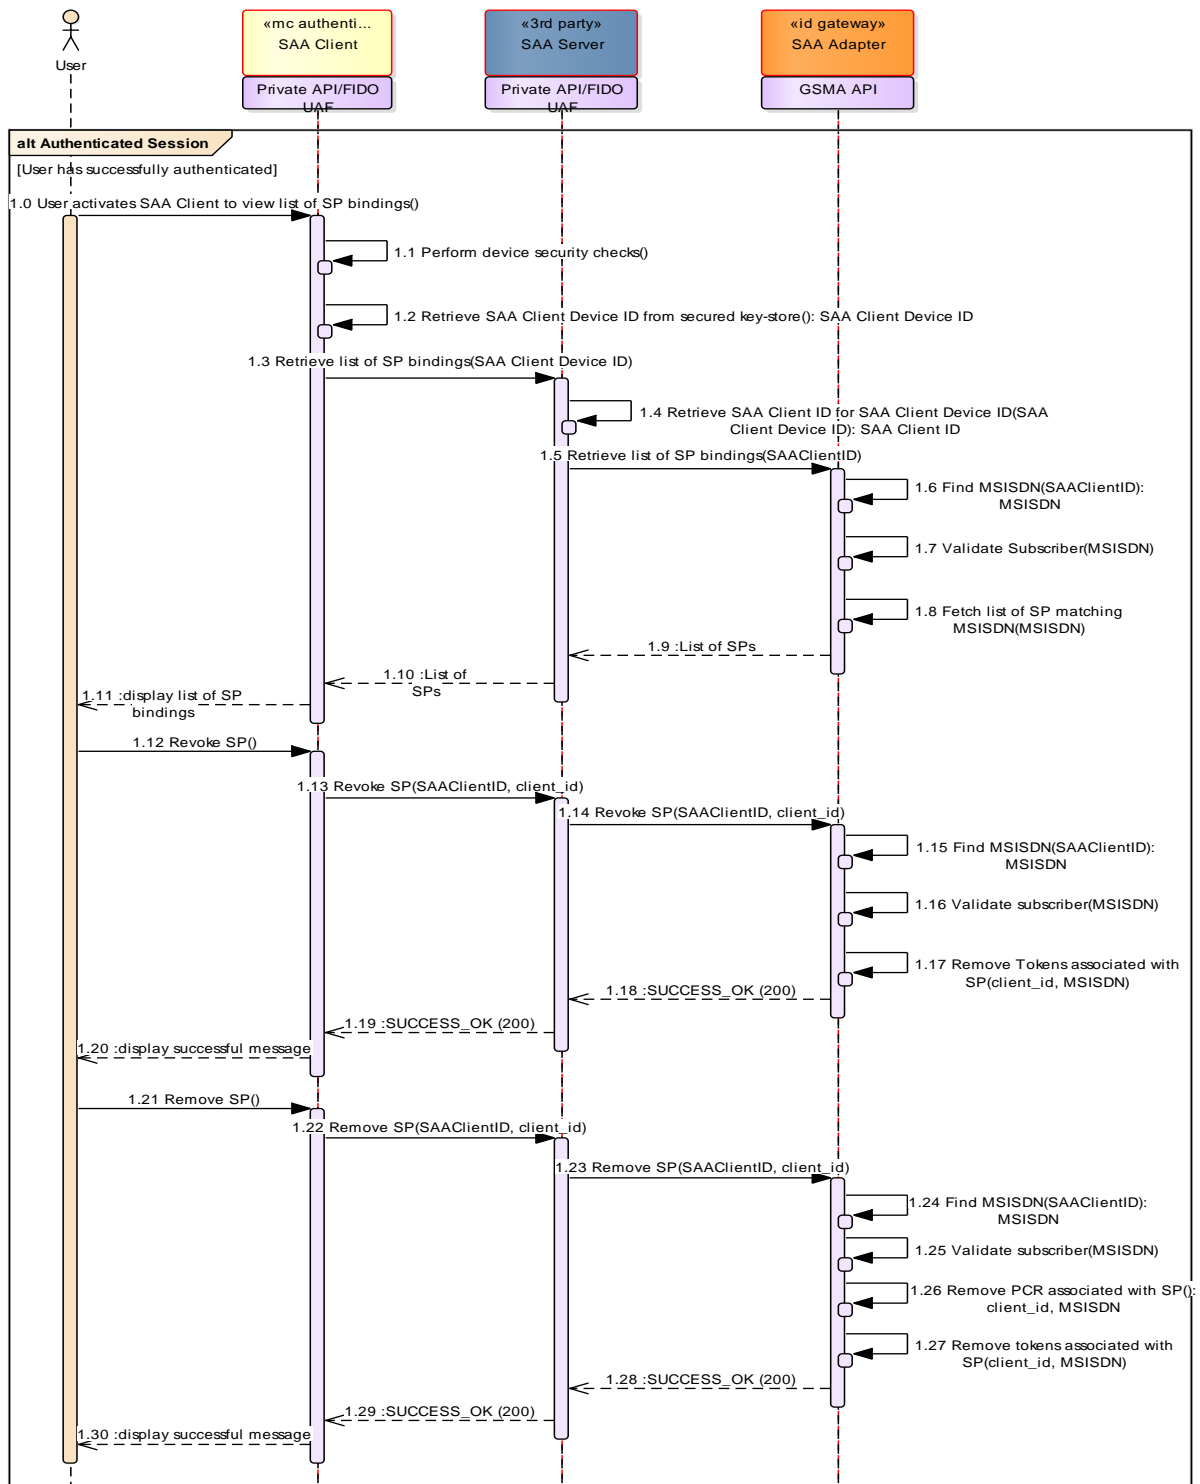 «mc authenti...
SAA Client
«3rd party»
SAA Server
«id gateway»
SAA Adapter
User
Private API/FIDO
UAF
Private API/FIDO
UAF
GSMA API
alt Authenticated Session
[User has successfully authenticated]
1.0 User activates SAA Client to view list of SP bindings()
1.1 Perform device security checks()
1.2 Retrieve SAA Client Device ID from secured key-store(): SAA Client Device ID
1.3 Retrieve list of SP bindings(SAA Client Device ID)
1.4 Retrieve SAA Client ID for SAA Client Device ID(SAA
Client Device ID): SAA Client ID
1.5 Retrieve list of SP bindings(SAAClientID)
1.6 Find MSISDN(SAAClientID):
MSISDN
1.7 Validate Subscriber(MSISDN)
1.8 Fetch list of SP matching
MSISDN(MSISDN)
1.9 :List of SPs
1.10 :List of
SPs
1.11 :display list of SP
bindings
1.12 Revoke SP()
1.13 Revoke SP(SAAClientID, client_id)
1.14 Revoke SP(SAAClientID, client_id)
1.15 Find MSISDN(SAAClientID):
MSISDN
1.16 Validate subscriber(MSISDN)
1.17 Remove Tokens associated with
SP(client_id, MSISDN)
1.18 :SUCCESS_OK (200)
1.19 :SUCCESS_OK (200)
1.20 :display successful message
1.21 Remove SP()
1.22 Remove SP(SAAClientID, client_id)
1.23 Remove SP(SAAClientID, client_id)
1.24 Find MSISDN(SAAClientID):
MSISDN
1.25 Validate subscriber(MSISDN)
1.26 Remove PCR associated with SP():
client_id, MSISDN
1.27 Remove tokens associated with
SP(client_id, MSISDN)
1.28 :SUCCESS_OK (200)
1.29 :SUCCESS_OK (200)
1.30 :display successful message